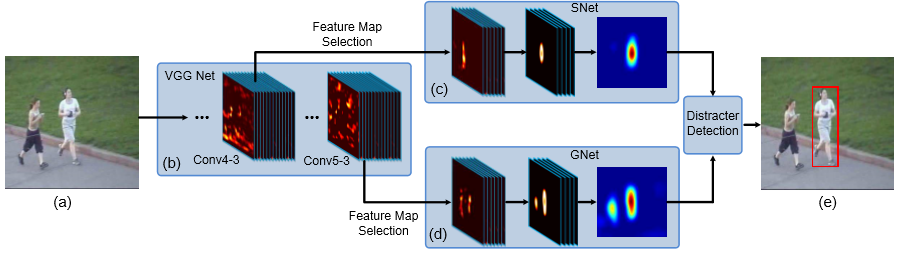 (a)
VGG Net
...
Conv4-3
...
Conv5-3
(b)
Feature Map
Selection
Feature Map
Selection
SNet
(c)
GNet
(d)
Distracter
Detection
(e)